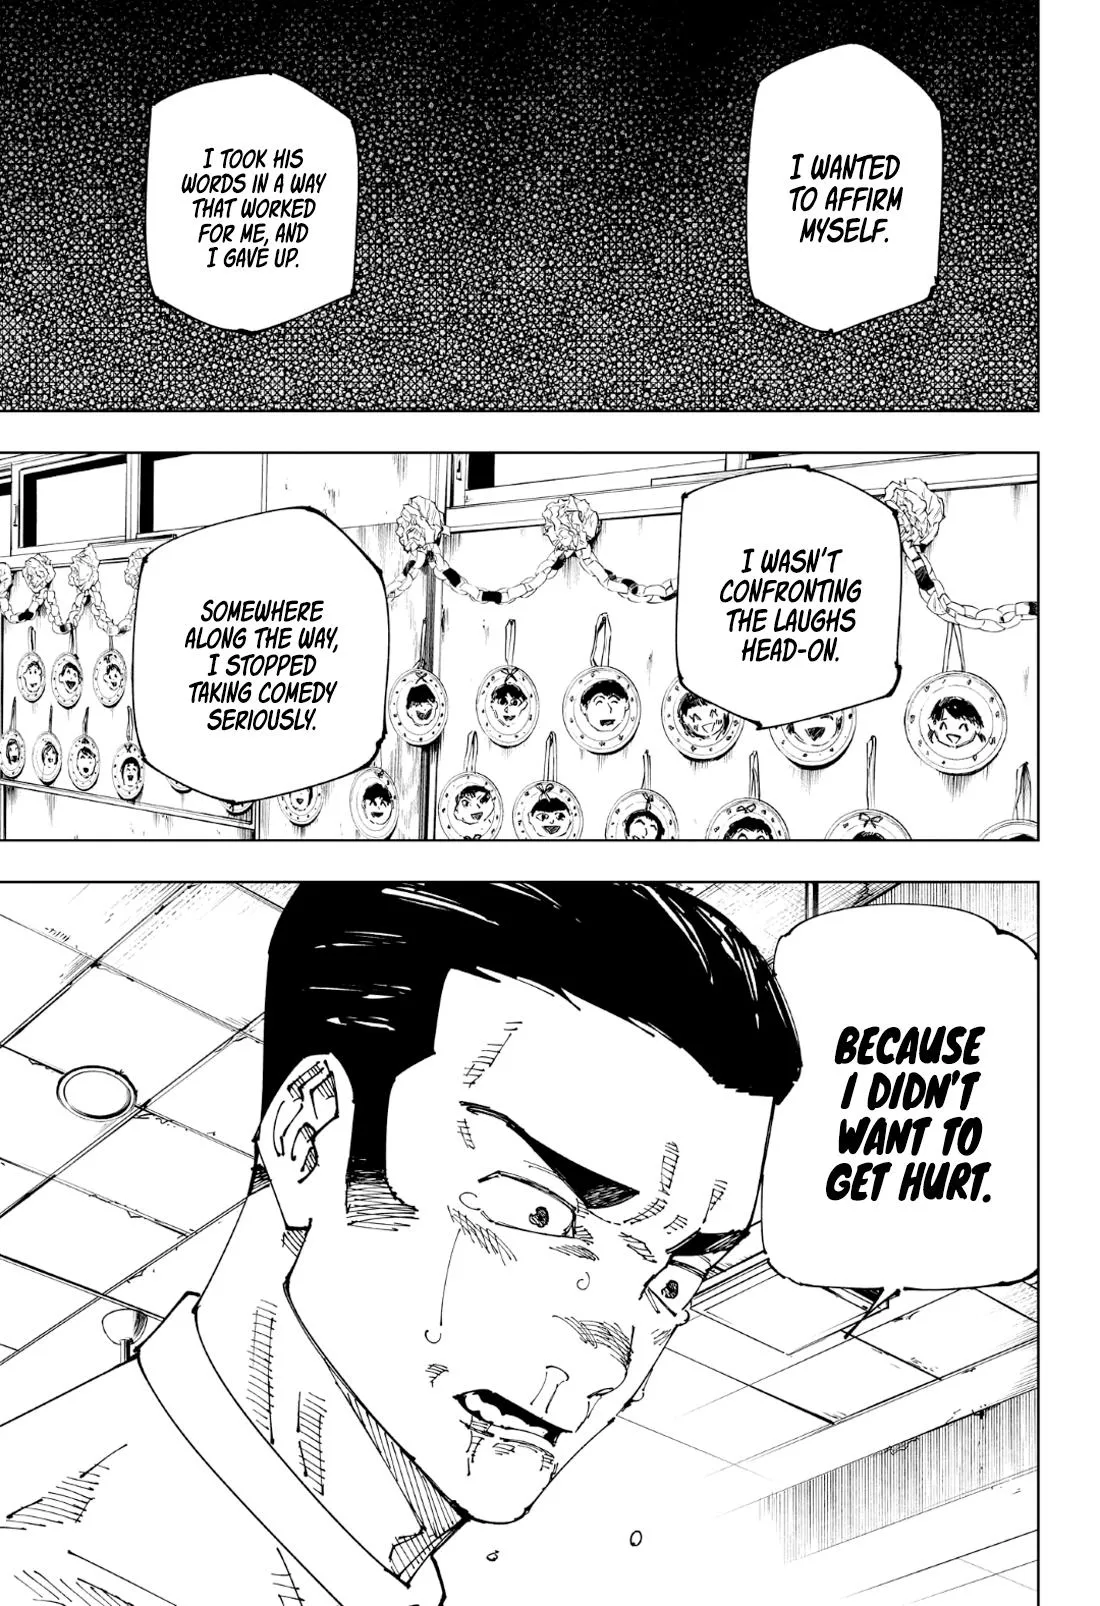 I WANTED
TO AFFIRM
MYSELF.
I TOOK HIS
WORDS IN A WAY
THAT WORKED
FOR ME, AND
I GAVE UP.
I WASN'T
CONFRONTING
THE LAUGHS
HEAD-ON.
SOMEWHERE
ALONG THE WAY,
I STOPPED
TAKING COMEDY
SERIOUSLY.
BECAUSE
I DIDN'T
WANT TO
GET HURT.